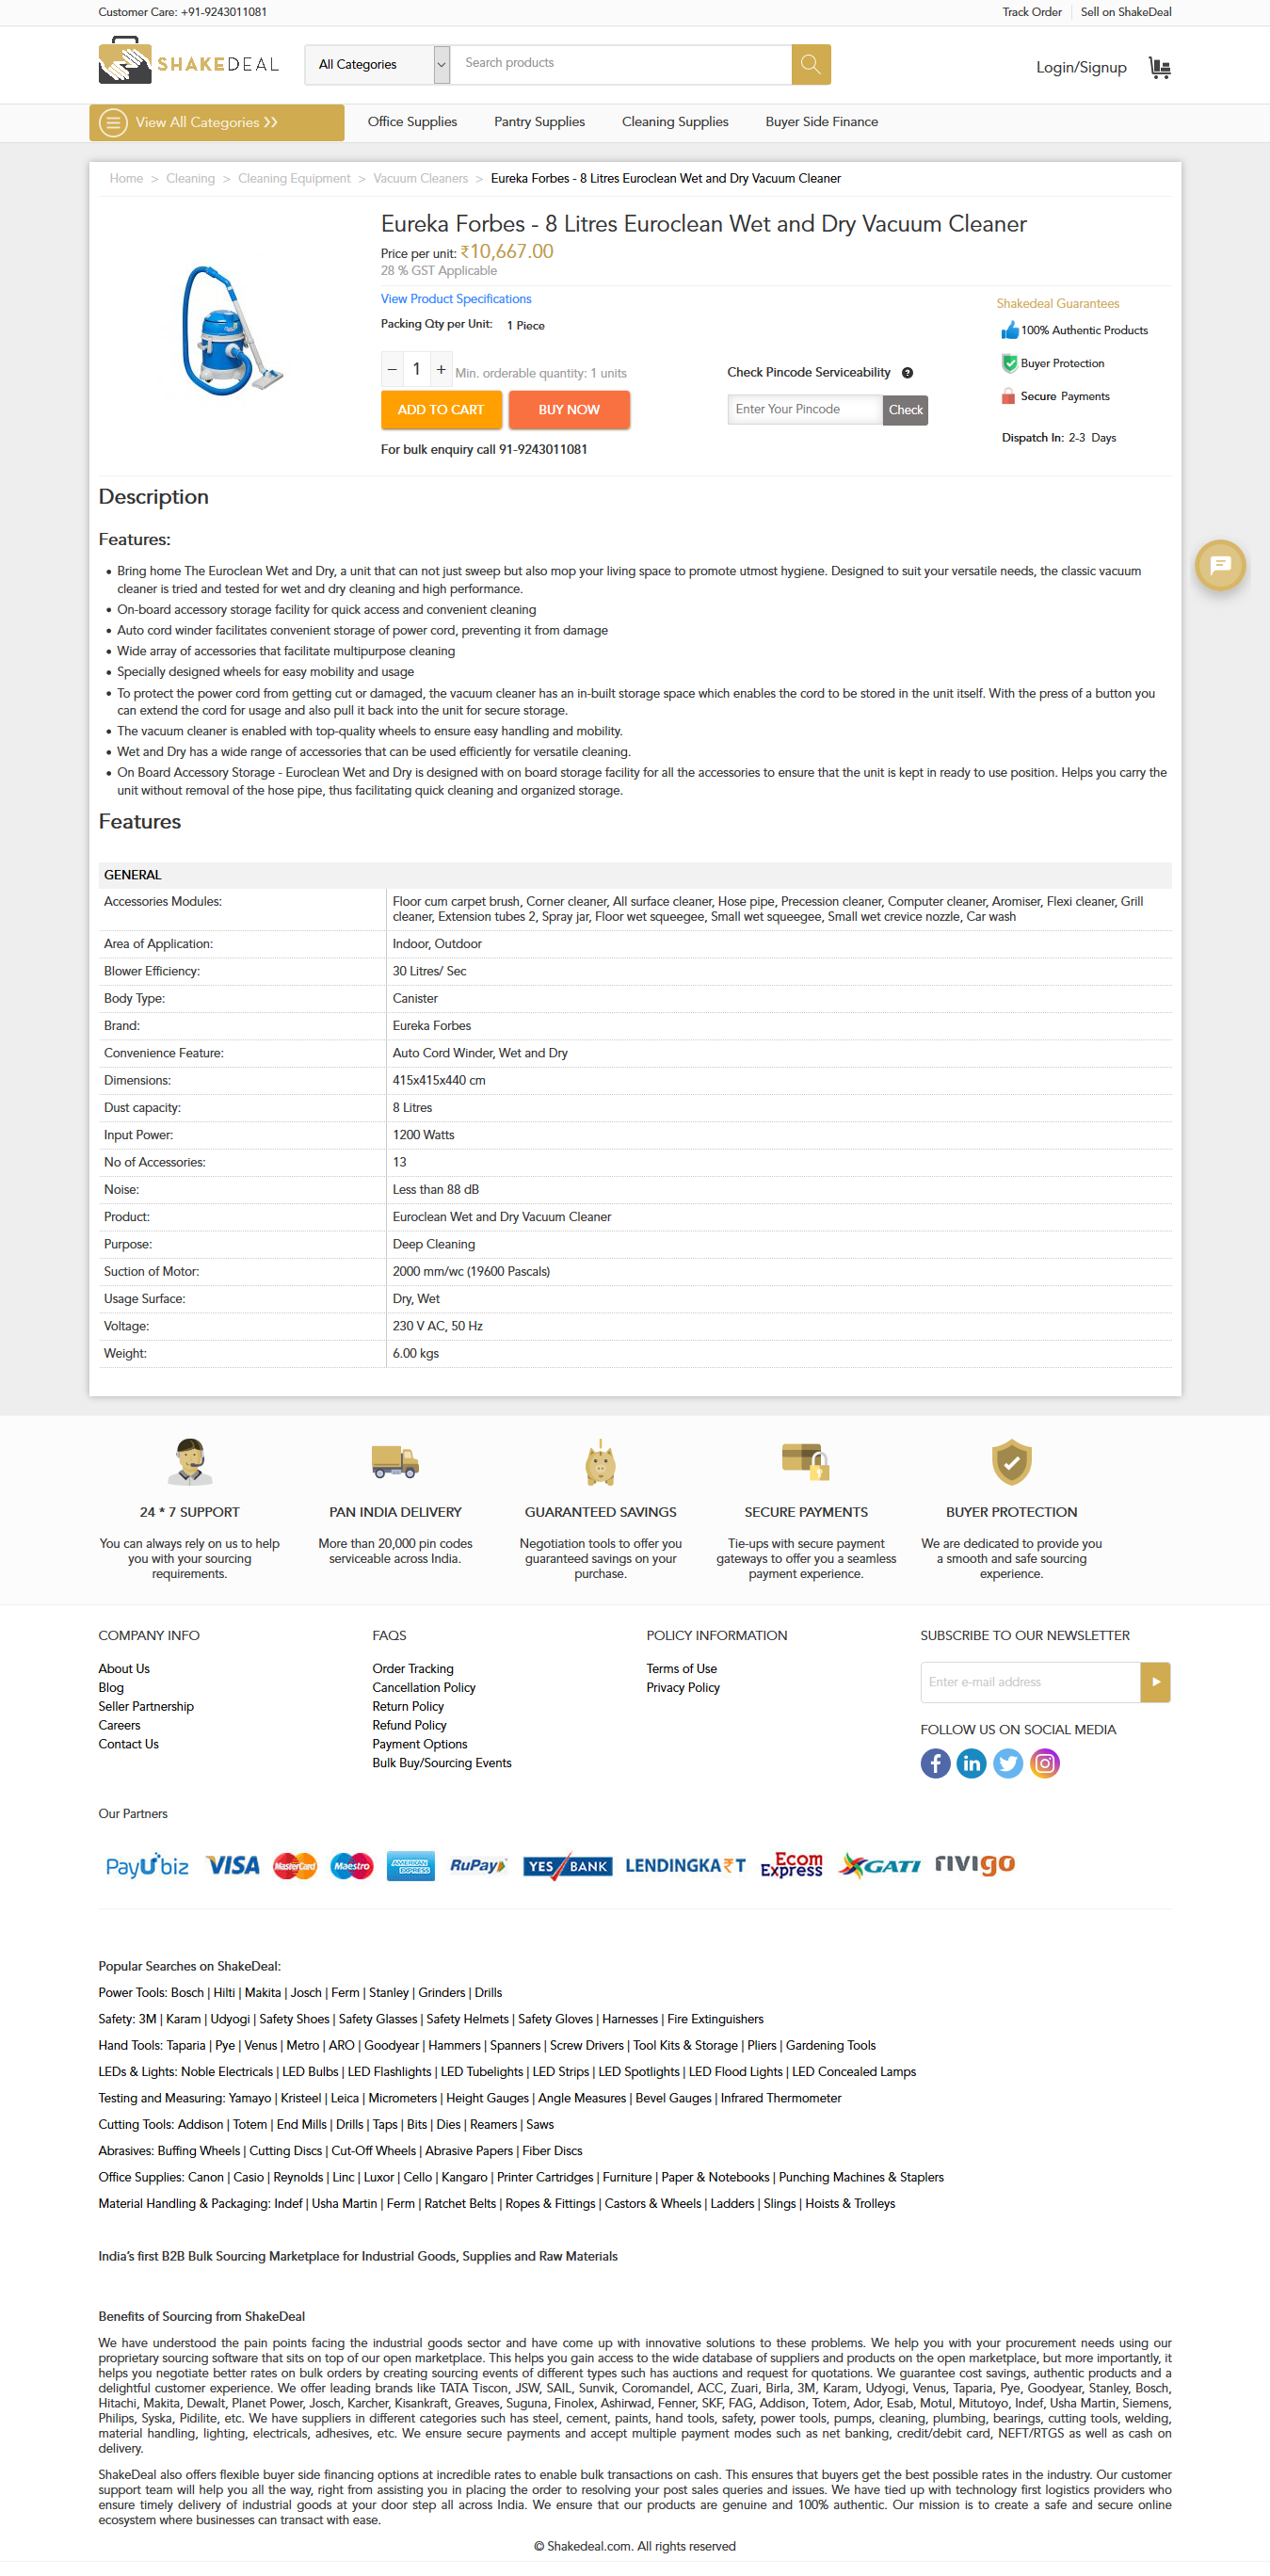 Customer Care: +91-9243011081
Track Order
Sell on ShakeDeal
SHAKEDEAL
All Categories
Search products
Login/Signup
View All Categories
Office Supplies
Pantry Supplies
Cleaning Supplies
Buyer Side Finance
Home > Cleaning > Cleaning Equipment > Vacuum Cleaners > Eureka Forbes - 8 Litres Euroclean Wet and Dry Vacuum Cleaner
Eureka Forbes - 8 Litres Euroclean Wet and Dry Vacuum Cleaner
Price per unit: ₹10,667.00
28 % GST Applicable
View Product Specifications
Packing Qty per Unit: 1 Piece
− 1 + Min. orderable quantity: 1 units
ADD TO CART
BUY NOW
For bulk enquiry call 91-9243011081
Check Pincode Serviceability ?
Enter Your Pincode
Check
Shakedeal Guarantees
100% Authentic Products
Buyer Protection
Secure Payments
Dispatch In: 2-3 Days
Description
Features:
• Bring home The Euroclean Wet and Dry, a unit that can not just sweep but also mop your living space to promote utmost hygiene. Designed to suit your versatile needs, the classic vacuum
cleaner is tried and tested for wet and dry cleaning and high performance.
• On-board accessory storage facility for quick access and convenient cleaning
• Auto cord winder facilitates convenient storage of power cord, preventing it from damage
• Wide array of accessories that facilitate multipurpose cleaning
• Specially designed wheels for easy mobility and usage
• To protect the power cord from getting cut or damaged, the vacuum cleaner has an in-built storage space which enables the cord to be stored in the unit itself. With the press of a button you
can extend the cord for usage and also pull it back into the unit for secure storage.
• The vacuum cleaner is enabled with top-quality wheels to ensure easy handling and mobility.
• Wet and Dry has a wide range of accessories that can be used efficiently for versatile cleaning.
• On Board Accessory Storage - Euroclean Wet and Dry is designed with on board storage facility for all the accessories to ensure that the unit is kept in ready to use position. Helps you carry the
unit without removal of the hose pipe, thus facilitating quick cleaning and organized storage.
Features
GENERAL
Accessories Modules: Floor cum carpet brush, Corner cleaner, All surface cleaner, Hose pipe, Precession cleaner, Computer cleaner, Aromiser, Flexi cleaner, Grill
cleaner, Extension tubes 2, Spray jar, Floor wet squeegee, Small wet squeegee, Small wet crevice nozzle, Car wash
Area of Application: Indoor, Outdoor
Blower Efficiency: 30 Litres/ Sec
Body Type: Canister
Brand: Eureka Forbes
Convenience Feature: Auto Cord Winder, Wet and Dry
Dimensions: 415x415x440 cm
Dust capacity: 8 Litres
Input Power: 1200 Watts
No of Accessories: 13
Noise: Less than 88 dB
Product: Euroclean Wet and Dry Vacuum Cleaner
Purpose: Deep Cleaning
Suction of Motor: 2000 mm/wc (19600 Pascals)
Usage Surface: Dry, Wet
Voltage: 230 V AC, 50 Hz
Weight: 6.00 kgs
24 * 7 SUPPORT
You can always rely on us to help
you with your sourcing
requirements.
PAN INDIA DELIVERY
More than 20,000 pin codes
serviceable across India.
GUARANTEED SAVINGS
Negotiation tools to offer you
guaranteed savings on your
purchase.
SECURE PAYMENTS
Tie-ups with secure payment
gateways to offer you a seamless
payment experience.
BUYER PROTECTION
We are dedicated to provide you
a smooth and safe sourcing
experience.
COMPANY INFO
About Us
Blog
Seller Partnership
Careers
Contact Us
FAQS
Order Tracking
Cancellation Policy
Return Policy
Refund Policy
Payment Options
Bulk Buy/Sourcing Events
POLICY INFORMATION
Terms of Use
Privacy Policy
SUBSCRIBE TO OUR NEWSLETTER
Enter e-mail address
FOLLOW US ON SOCIAL MEDIA
Our Partners
PayUbiz VISA MasterCard Maestro AMERICAN EXPRESS RuPay YES BANK LENDINGKA₹T Ecom Express GATI rivigo
Popular Searches on ShakeDeal:
Power Tools: Bosch | Hilti | Makita | Josch | Ferm | Stanley | Grinders | Drills
Safety: 3M | Karam | Udyogi | Safety Shoes | Safety Glasses | Safety Helmets | Safety Gloves | Harnesses | Fire Extinguishers
Hand Tools: Taparia | Pye | Venus | Metro | ARO | Goodyear | Hammers | Spanners | Screw Drivers | Tool Kits & Storage | Pliers | Gardening Tools
LEDs & Lights: Noble Electricals | LED Bulbs | LED Flashlights | LED Tubelights | LED Strips | LED Spotlights | LED Flood Lights | LED Concealed Lamps
Testing and Measuring: Yamayo | Kristeel | Leica | Micrometers | Height Gauges | Angle Measures | Bevel Gauges | Infrared Thermometer
Cutting Tools: Addison | Totem | End Mills | Drills | Taps | Bits | Dies | Reamers | Saws
Abrasives: Buffing Wheels | Cutting Discs | Cut-Off Wheels | Abrasive Papers | Fiber Discs
Office Supplies: Canon | Casio | Reynolds | Linc | Luxor | Cello | Kangaro | Printer Cartridges | Furniture | Paper & Notebooks | Punching Machines & Staplers
Material Handling & Packaging: Indef | Usha Martin | Ferm | Ratchet Belts | Ropes & Fittings | Castors & Wheels | Ladders | Slings | Hoists & Trolleys
India's first B2B Bulk Sourcing Marketplace for Industrial Goods, Supplies and Raw Materials
Benefits of Sourcing from ShakeDeal
We have understood the pain points facing the industrial goods sector and have come up with innovative solutions to these problems. We help you with your procurement needs using our
proprietary sourcing software that sits on top of our open marketplace. This helps you gain access to the wide database of suppliers and products on the open marketplace, but more importantly, it
helps you negotiate better rates on bulk orders by creating sourcing events of different types such has auctions and request for quotations. We guarantee cost savings, authentic products and a
delightful customer experience. We offer leading brands like TATA Tiscon, JSW, SAIL, Sunvik, Coromandel, ACC, Zuari, Birla, 3M, Karam, Udyogi, Venus, Taparia, Pye, Goodyear, Stanley, Bosch,
Hitachi, Makita, Dewalt, Planet Power, Josch, Karcher, Kisankraft, Greaves, Suguna, Finolex, Ashirwad, Fenner, SKF, FAG, Addison, Totem, Ador, Esab, Motul, Mitutoyo, Indef, Usha Martin, Siemens,
Philips, Syska, Pidilite, etc. We have suppliers in different categories such has steel, cement, paints, hand tools, safety, power tools, pumps, cleaning, plumbing, bearings, cutting tools, welding,
material handling, lighting, electricals, adhesives, etc. We ensure secure payments and accept multiple payment modes such as net banking, credit/debit card, NEFT/RTGS as well as cash on
delivery.
ShakeDeal also offers flexible buyer side financing options at incredible rates to enable bulk transactions on cash. This ensures that buyers get the best possible rates in the industry. Our customer
support team will help you all the way, right from assisting you in placing the order to resolving your post sales queries and issues. We have tied up with technology first logistics providers who
ensure timely delivery of industrial goods at your door step all across India. We ensure that our products are genuine and 100% authentic. Our mission is to create a safe and secure online
ecosystem where businesses can transact with ease.
© Shakedeal.com. All rights reserved